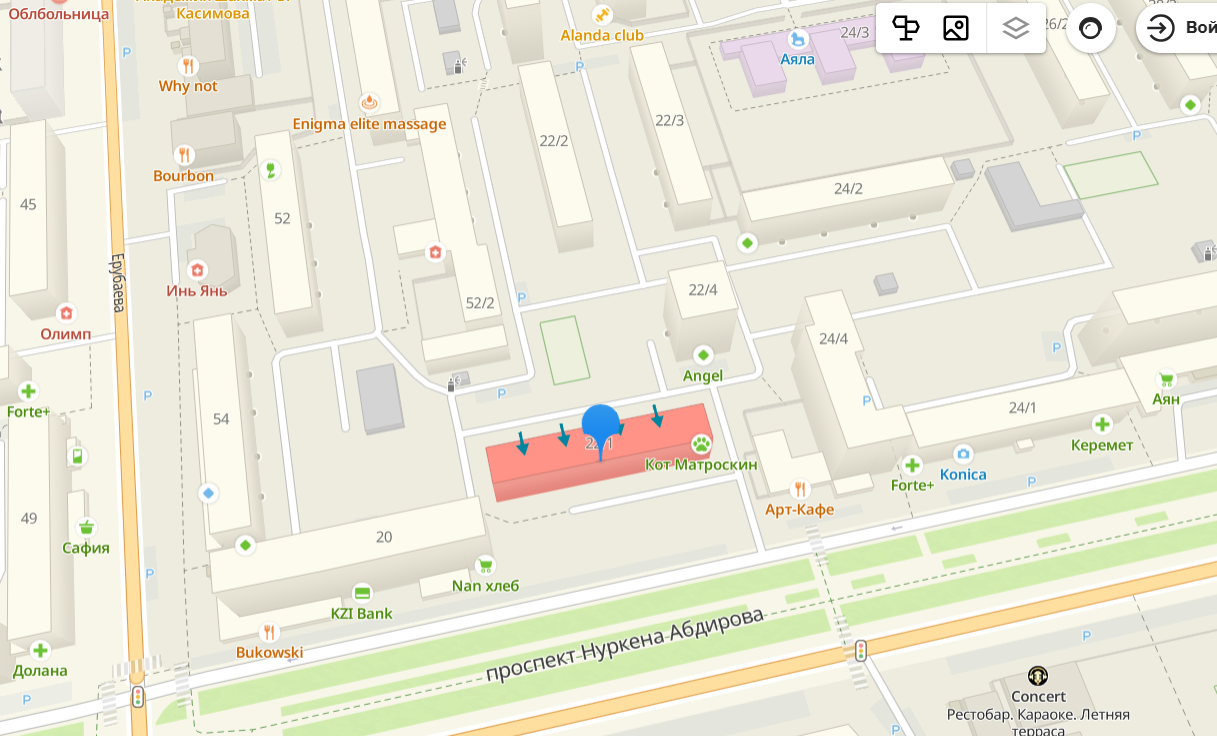 Облбольница
Касимова
Alanda club
24/3
26/2
Вой
Аяла
Why not
Enigma elite massage
22/2
22/3
Bourbon
24/2
45
52
Ерубаева
Инь Янь
22/4
52/2
Олимп
24/4
Angel
Forte+
54
24/1
Аян
Керемет
Кот Матроскин
Konica
Forte+
Арт-Кафе
49
20
Сафия
Nan хлеб
KZI Bank
проспект Нуркена Абдирова
Bukowski
Долана
Concert
Рестобар. Караоке. Летняя
терраса